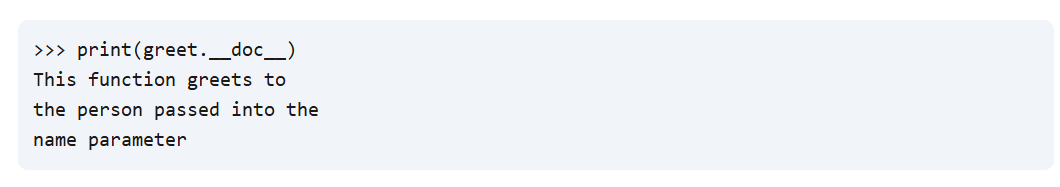 >>> print(greet.__doc__)
This function greets to
the person passed into the
name parameter